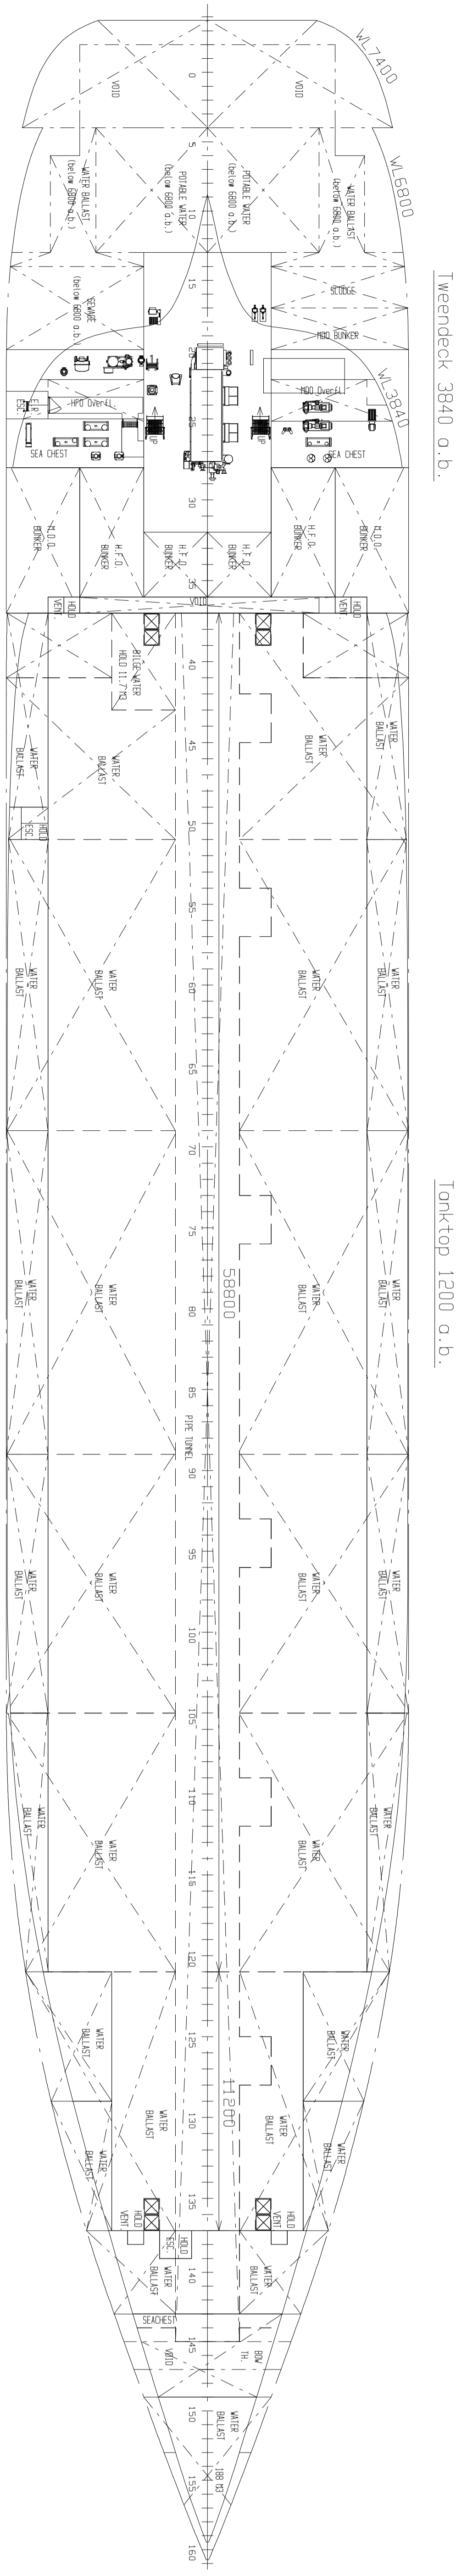 Tweendeck 3840 a.b.
Tanktop 1200 a.b.
WL7400
WL6800
WL3840
VOID
VOID
0
5
10
15
20
25
30
35
40
45
50
55
60
65
70
75
80
85
90
95
100
105
110
116
120
125
130
135
140
145
150
155
160
WATER BALLAST
(below 6800 a.b.)
POTABLE WATER
(below 6800 a.b.)
POTABLE WATER
(below 6800 a.b.)
WATER BALLAST
(below 6800 a.b.)
SLUDGE
MDO BUNKER
SEWAGE
(below 6800 a.b.)
MDO Overfl.
HFO Overfl.
E.R.
ESC.
UP
UP
SEA CHEST
SEA CHEST
M.D.O.
BUNKER
H.F.O.
BUNKER
H.F.O.
BUNKER
H.F.O.
BUNKER
H.F.O.
BUNKER
M.D.O.
BUNKER
VOID
HOLD
VENT
HOLD
VENT
BILGE WATER
HOLD 11.7 M3
WATER
BALLAST
WATER
BALLAST
WATER
BALLAST
WATER
BALLAST
HOLD
ESC.
WATER
BALLAST
WATER
BALLAST
WATER
BALLAST
WATER
BALLAST
58800
PIPE TUNNEL
WATER
BALLAST
WATER
BALLAST
WATER
BALLAST
WATER
BALLAST
WATER
BALLAST
WATER
BALLAST
WATER
BALLAST
WATER
BALLAST
WATER
BALLAST
WATER
BALLAST
WATER
BALLAST
WATER
BALLAST
11200
WATER
BALLAST
WATER
BALLAST
WATER
BALLAST
WATER
BALLAST
WATER
BALLAST
WATER
BALLAST
HOLD
VENT
HOLD
VENT
HOLD
ESC.
WATER
BALLAST
WATER
BALLAST
SEACHEST
VOID
BOW
TH.
WATER
BALLAST
188 M3